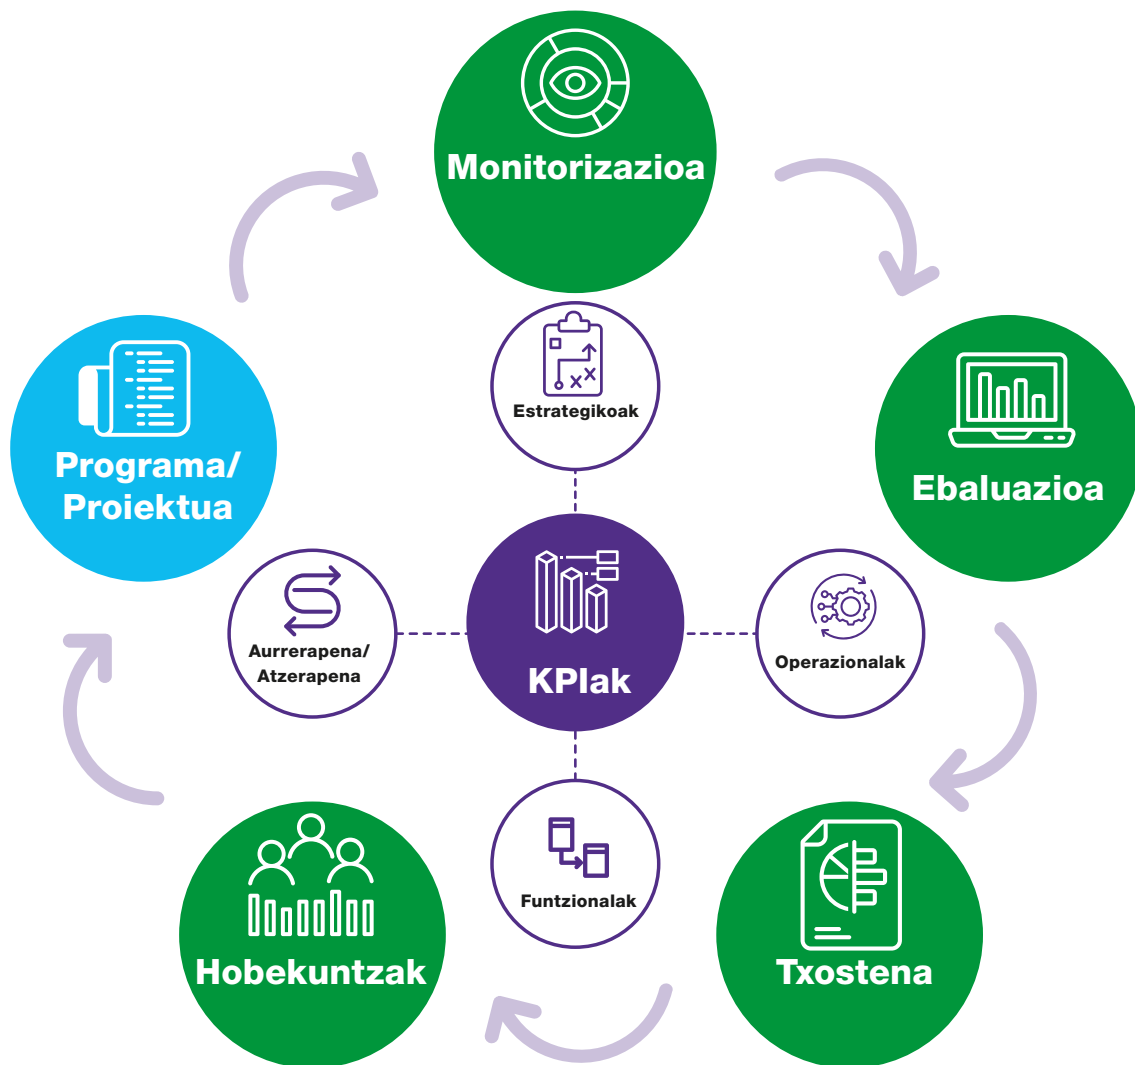 Monitorizazioa
Estrategikoak
Programa/
Proiektua
Ebaluazioa
Aurrerapena/
Atzerapena
KPIak
Operazionalak
Funtzionalak
Hobekuntzak
Txostena